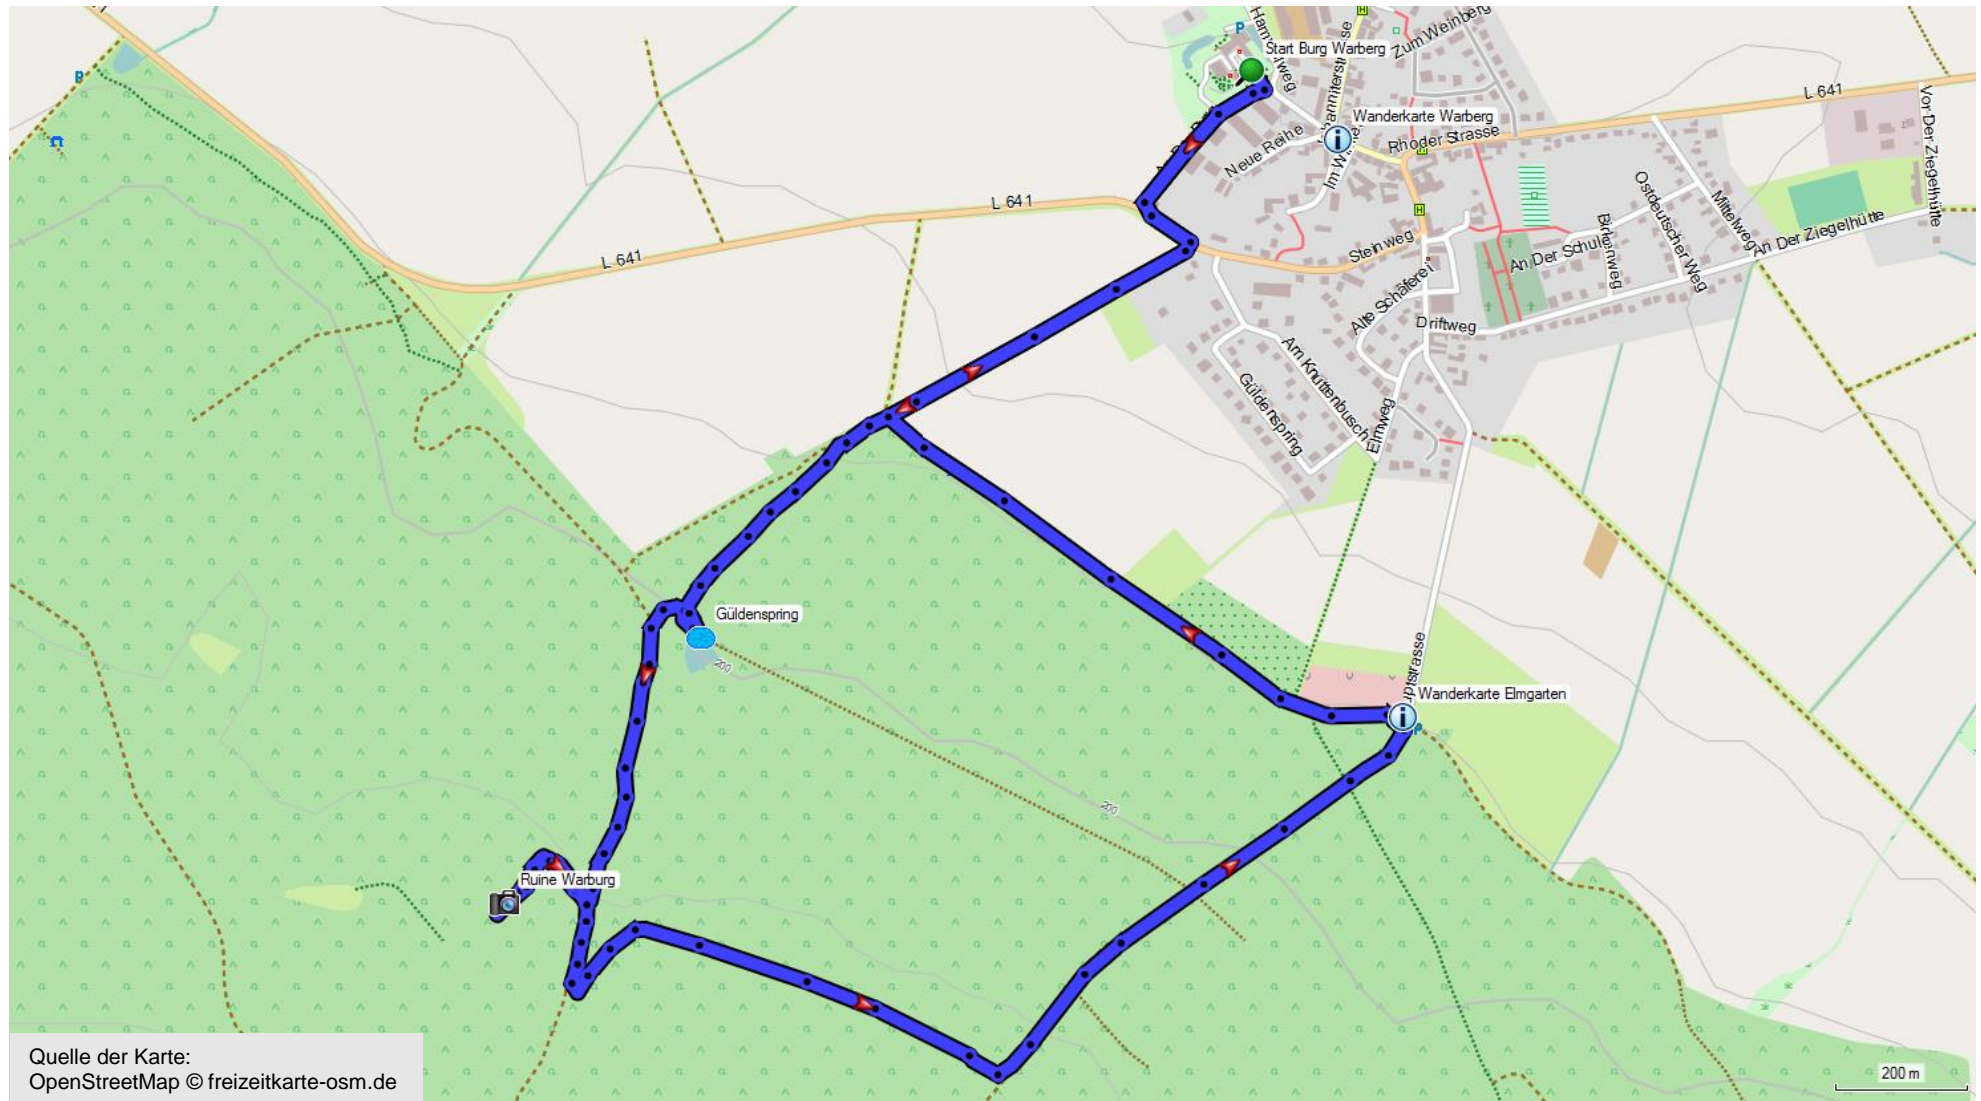 Start Burg Warberg
Zum Weinberg
Wanderkarte Warberg
L 641
Rhoder Strasse
Neue Reihe
Vor-Der Ziegelhütte
L 641
Ostdeutscher Weg
Mittelweg
Birkenweg
An Der Ziegelhütte
An Der Schule
Steinweg
L 641
Alte Schäferei
Driftweg
Am Knüttenbusch
Güldenspring
Elmweg
Güldenspring
200
Wanderkarte Elmgarten
200
Ruine Warburg
Quelle der Karte:
OpenStreetMap © freizeitkarte-osm.de
200 m